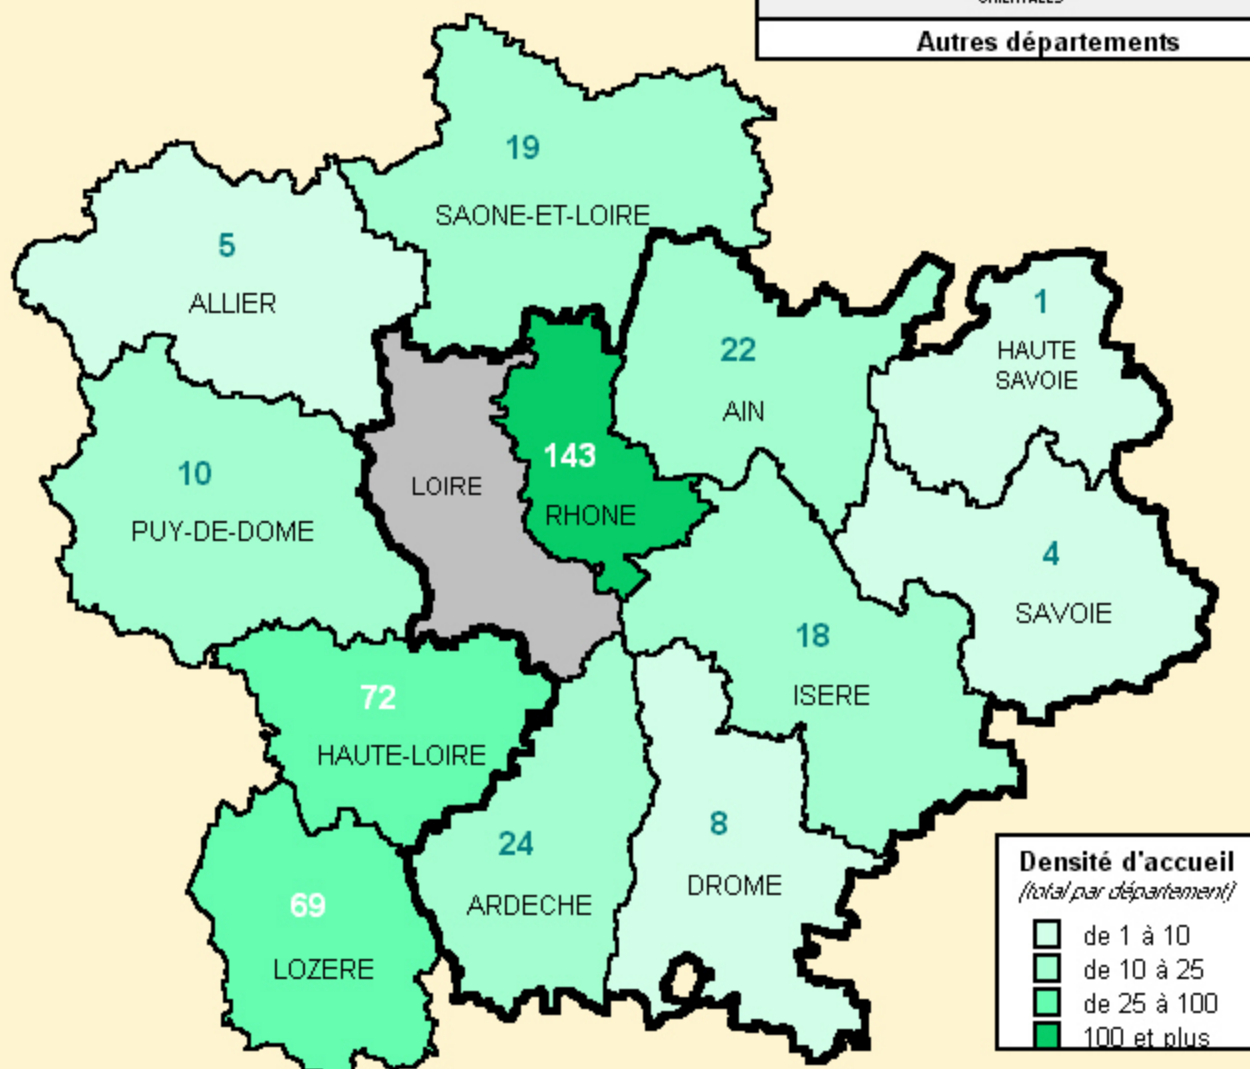 Autres départements
19
SAONE-ET-LOIRE
5
ALLIER
1
HAUTE
SAVOIE
22
AIN
143
RHONE
LOIRE
10
PUY-DE-DOME
4
SAVOIE
18
ISERE
72
HAUTE-LOIRE
8
DROME
24
ARDECHE
69
LOZERE
Densité d'accueil
(total par département)
de 1 à 10
de 10 à 25
de 25 à 100
100 et plus